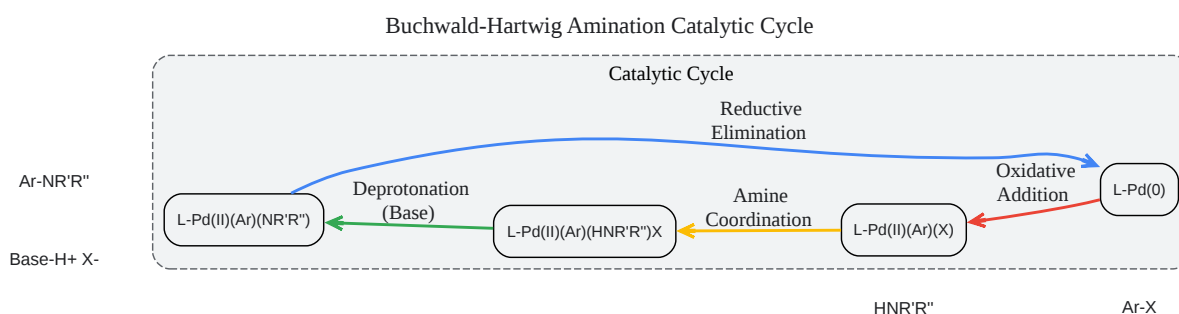 Buchwald-Hartwig Amination Catalytic Cycle
Catalytic Cycle
Reductive
Elimination
Oxidative
Addition
Ar-NR'R"
Deprotonation
(Base)
Amine
Coordination
L-Pd(0)
L-Pd(II)(Ar)(NR'R")
L-Pd(II)(Ar)(HNR'R")X
L-Pd(II)(Ar)(X)
Base-H+ X-
HNR'R"
Ar-X